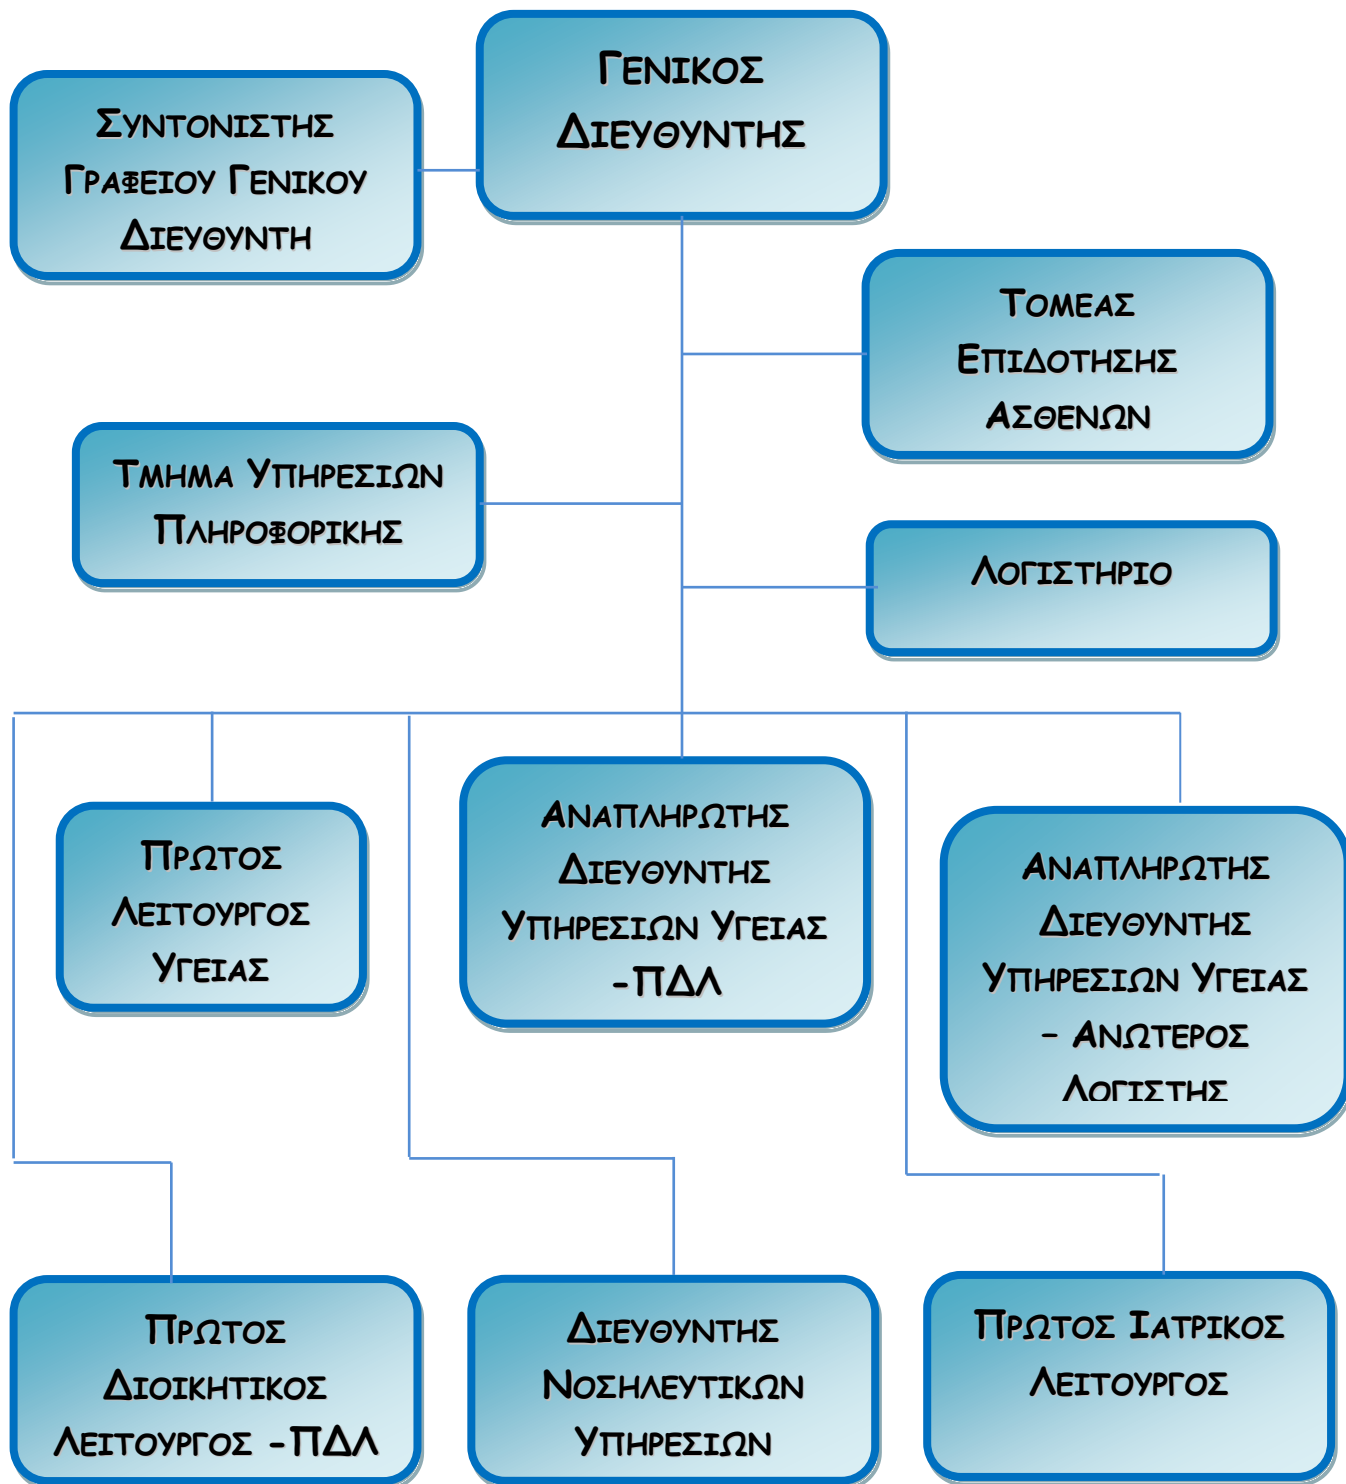 ΓΕΝΙΚΟΣ
ΔΙΕΥΘΥΝΤΗΣ
ΣΥΝΤΟΝΙΣΤΗΣ
ΓΡΑΦΕΙΟΥ ΓΕΝΙΚΟΥ
ΔΙΕΥΘΥΝΤΗ
ΤΟΜΕΑΣ
ΕΠΙΔΟΤΗΣΗΣ
ΑΣΘΕΝΩΝ
ΤΜΗΜΑ ΥΠΗΡΕΣΙΩΝ
ΠΛΗΡΟΦΟΡΙΚΗΣ
ΛΟΓΙΣΤΗΡΙΟ
ΠΡΩΤΟΣ
ΛΕΙΤΟΥΡΓΟΣ
ΥΓΕΙΑΣ
ΑΝΑΠΛΗΡΩΤΗΣ
ΔΙΕΥΘΥΝΤΗΣ
ΥΠΗΡΕΣΙΩΝ ΥΓΕΙΑΣ
-ΠΔΛ
ΑΝΑΠΛΗΡΩΤΗΣ
ΔΙΕΥΘΥΝΤΗΣ
ΥΠΗΡΕΣΙΩΝ ΥΓΕΙΑΣ
– ΑΝΩΤΕΡΟΣ
ΛΟΓΙΣΤΗΣ
ΠΡΩΤΟΣ
ΔΙΟΙΚΗΤΙΚΟΣ
ΛΕΙΤΟΥΡΓΟΣ -ΠΔΛ
ΔΙΕΥΘΥΝΤΗΣ
ΝΟΣΗΛΕΥΤΙΚΩΝ
ΥΠΗΡΕΣΙΩΝ
ΠΡΩΤΟΣ ΙΑΤΡΙΚΟΣ
ΛΕΙΤΟΥΡΓΟΣ